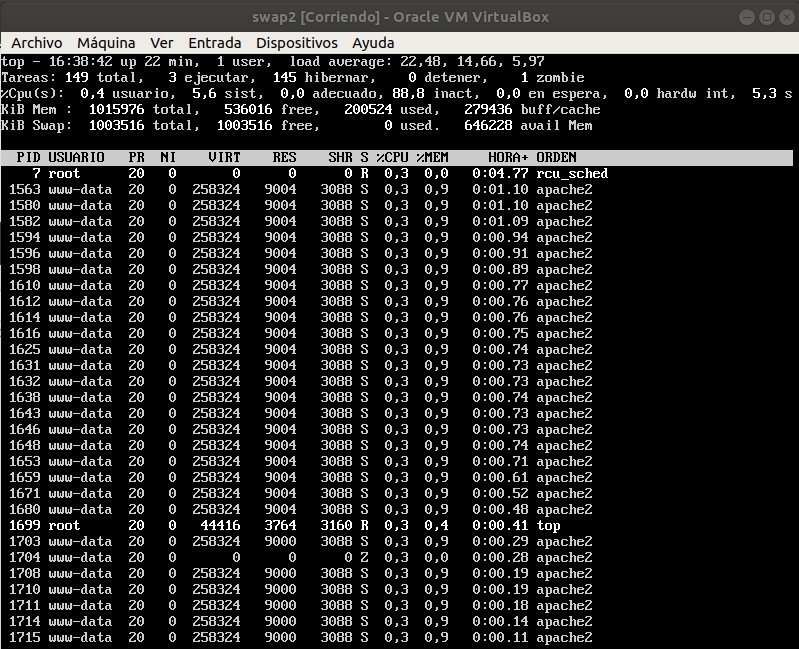 swap2 [Corriendo] - Oracle VM VirtualBox
Archivo Máquina Ver Entrada Dispositivos Ayuda
top - 16:38:42 up 22 min, 1 user, load average: 22,48, 14,66, 5,97
Tareas: 149 total, 3 ejecutar, 145 hibernar, 0 detener, 1 zombie
%Cpu(s): 0,4 usuario, 5,6 sist, 0,0 adecuado, 88,8 inact, 0,0 en espera, 0,0 hardw int, 5,3 s
KiB Mem : 1015976 total, 536016 free, 200524 used, 279436 buff/cache
KiB Swap: 1003516 total, 1003516 free, 0 used. 646228 avail Mem
PID USUARIO PR NI VIRT RES SHR S %CPU %MEM HORA+ ORDEN
7 root 20 0 0 0 0 R 0,3 0,0 0:04.77 rcu_sched
1563 www-data 20 0 258324 9004 3088 S 0,3 0,9 0:01.10 apache2
1580 www-data 20 0 258324 9004 3088 S 0,3 0,9 0:01.10 apache2
1582 www-data 20 0 258324 9004 3088 S 0,3 0,9 0:01.09 apache2
1594 www-data 20 0 258324 9004 3088 S 0,3 0,9 0:00.94 apache2
1596 www-data 20 0 258324 9004 3088 S 0,3 0,9 0:00.91 apache2
1598 www-data 20 0 258324 9004 3088 S 0,3 0,9 0:00.89 apache2
1610 www-data 20 0 258324 9004 3088 S 0,3 0,9 0:00.77 apache2
1612 www-data 20 0 258324 9004 3088 S 0,3 0,9 0:00.76 apache2
1614 www-data 20 0 258324 9004 3088 S 0,3 0,9 0:00.76 apache2
1616 www-data 20 0 258324 9004 3088 S 0,3 0,9 0:00.75 apache2
1625 www-data 20 0 258324 9004 3088 S 0,3 0,9 0:00.74 apache2
1631 www-data 20 0 258324 9004 3088 S 0,3 0,9 0:00.73 apache2
1632 www-data 20 0 258324 9004 3088 S 0,3 0,9 0:00.73 apache2
1638 www-data 20 0 258324 9004 3088 S 0,3 0,9 0:00.74 apache2
1643 www-data 20 0 258324 9004 3088 S 0,3 0,9 0:00.73 apache2
1646 www-data 20 0 258324 9004 3088 S 0,3 0,9 0:00.73 apache2
1648 www-data 20 0 258324 9004 3088 S 0,3 0,9 0:00.74 apache2
1653 www-data 20 0 258324 9004 3088 S 0,3 0,9 0:00.71 apache2
1659 www-data 20 0 258324 9004 3088 S 0,3 0,9 0:00.61 apache2
1671 www-data 20 0 258324 9004 3088 S 0,3 0,9 0:00.52 apache2
1680 www-data 20 0 258324 9004 3088 S 0,3 0,9 0:00.48 apache2
1699 root 20 0 44416 3764 3160 R 0,3 0,4 0:00.41 top
1703 www-data 20 0 258324 9000 3088 S 0,3 0,9 0:00.29 apache2
1704 www-data 20 0 0 0 0 Z 0,3 0,0 0:00.28 apache2
1708 www-data 20 0 258324 9000 3088 S 0,3 0,9 0:00.19 apache2
1710 www-data 20 0 258324 9000 3088 S 0,3 0,9 0:00.19 apache2
1711 www-data 20 0 258324 9000 3088 S 0,3 0,9 0:00.18 apache2
1714 www-data 20 0 258324 9000 3088 S 0,3 0,9 0:00.14 apache2
1715 www-data 20 0 258324 9000 3088 S 0,3 0,9 0:00.11 apache2